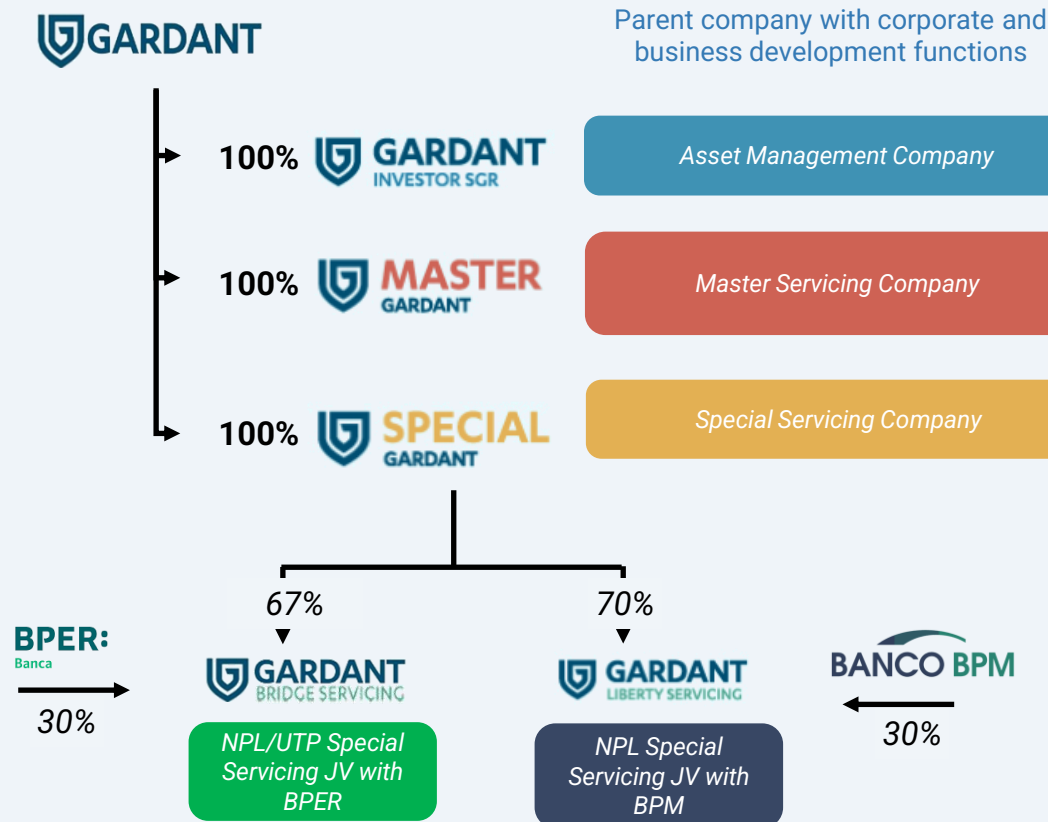 GARDANT
Parent company with corporate and
business development functions
100%
GARDANT
INVESTOR SGR
Asset Management Company
100%
MASTER
GARDANT
Master Servicing Company
100%
SPECIAL
GARDANT
Special Servicing Company
67%
70%
BPER:
Banca
30%
GARDANT
BRIDGE SERVICING
GARDANT
LIBERTY SERVICING
BANCO BPM
30%
NPL/UTP Special
Servicing JV with
BPER
NPL Special
Servicing JV with
BPM